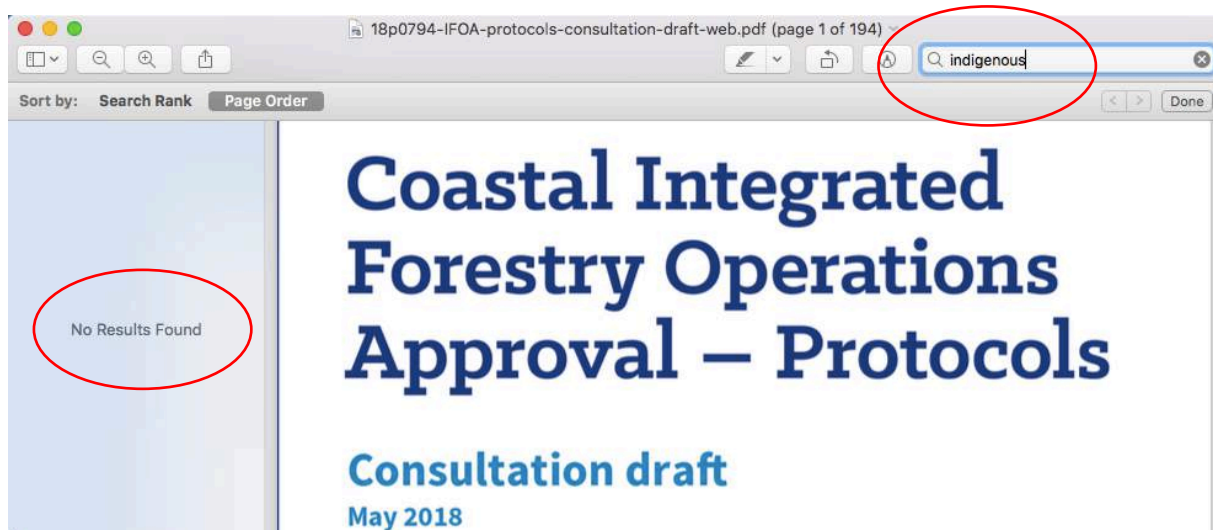 18p0794-IFOA-protocols-consultation-draft-web.pdf (page 1 of 194)
indigenous
Sort by: Search Rank Page Order
Done
No Results Found
Coastal Integrated
Forestry Operations
Approval – Protocols
Consultation draft
May 2018